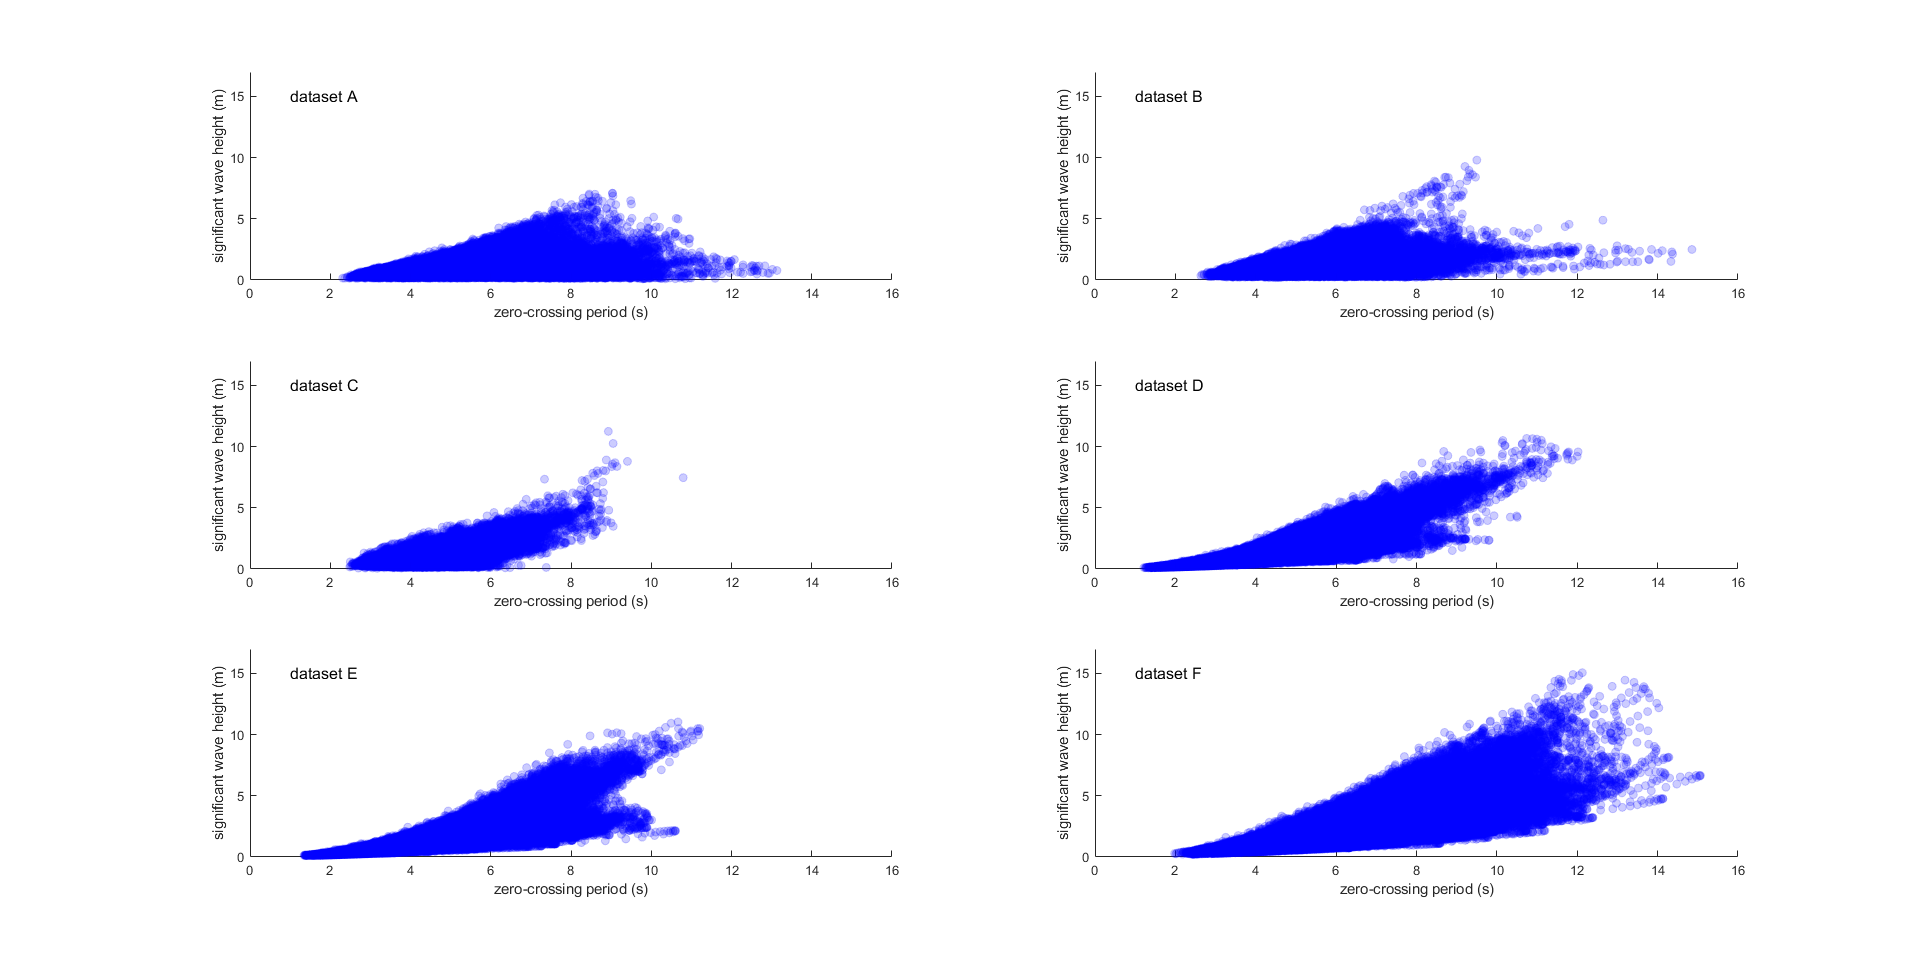 dataset A
significant wave height (m)
15
10
5
0
0 2 4 6 8 10 12 14 16
zero-crossing period (s)
dataset B
significant wave height (m)
15
10
5
0
0 2 4 6 8 10 12 14 16
zero-crossing period (s)
dataset C
significant wave height (m)
15
10
5
0
0 2 4 6 8 10 12 14 16
zero-crossing period (s)
dataset D
significant wave height (m)
15
10
5
0
0 2 4 6 8 10 12 14 16
zero-crossing period (s)
dataset E
significant wave height (m)
15
10
5
0
0 2 4 6 8 10 12 14 16
zero-crossing period (s)
dataset F
significant wave height (m)
15
10
5
0
0 2 4 6 8 10 12 14 16
zero-crossing period (s)